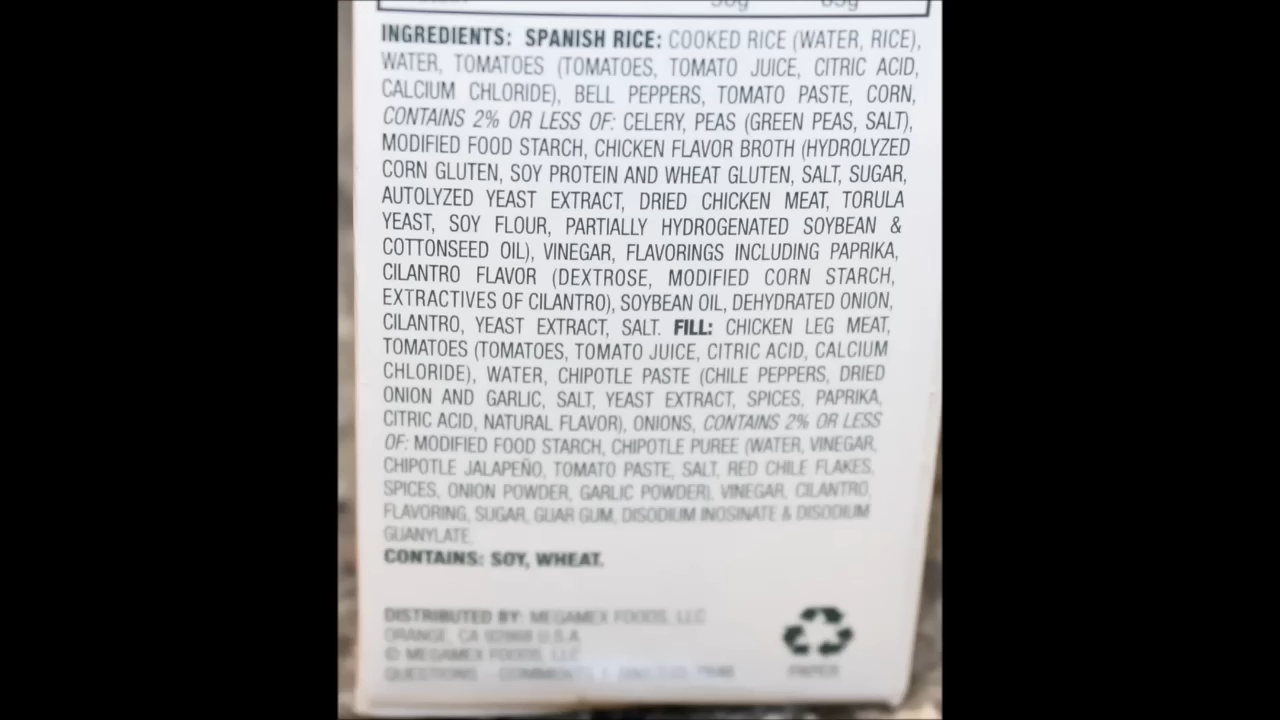 INGREDIENTS: SPANISH RICE: COOKED RICE (WATER, RICE),
WATER, TOMATOES (TOMATOES, TOMATO JUICE, CITRIC ACID,
CALCIUM CHLORIDE), BELL PEPPERS, TOMATO PASTE, CORN,
CONTAINS 2% OR LESS OF: CELERY, PEAS (GREEN PEAS, SALT),
MODIFIED FOOD STARCH, CHICKEN FLAVOR BROTH (HYDROLYZED
CORN GLUTEN, SOY PROTEIN AND WHEAT GLUTEN, SALT, SUGAR,
AUTOLYZED YEAST EXTRACT, DRIED CHICKEN MEAT, TORULA
YEAST, SOY FLOUR, PARTIALLY HYDROGENATED SOYBEAN &
COTTONSEED OIL), VINEGAR, FLAVORINGS INCLUDING PAPRIKA,
CILANTRO FLAVOR (DEXTROSE, MODIFIED CORN STARCH,
EXTRACTIVES OF CILANTRO), SOYBEAN OIL, DEHYDRATED ONION,
CILANTRO, YEAST EXTRACT, SALT. FILL: CHICKEN LEG MEAT,
TOMATOES (TOMATOES, TOMATO JUICE, CITRIC ACID, CALCIUM
CHLORIDE), WATER, CHIPOTLE PASTE (CHILE PEPPERS, DRIED
ONION AND GARLIC, SALT, YEAST EXTRACT, SPICES, PAPRIKA,
CITRIC ACID, NATURAL FLAVOR), ONIONS, CONTAINS 2% OR LESS
OF: MODIFIED FOOD STARCH, CHIPOTLE PUREE (WATER, VINEGAR,
CHIPOTLE JALAPEÑO, TOMATO PASTE, SALT, RED CHILE FLAKES,
SPICES, ONION POWDER, GARLIC POWDER), VINEGAR, CILANTRO,
FLAVORING, SUGAR, GUAR GUM, DISODIUM INOSINATE & DISODIUM
GUANYLATE.
CONTAINS: SOY, WHEAT.
DISTRIBUTED BY: MEGAMEX FOODS, LLC
ORANGE, CA 92868 U.S.A.
© MEGAMEX FOODS, LLC
QUESTIONS
PAPER